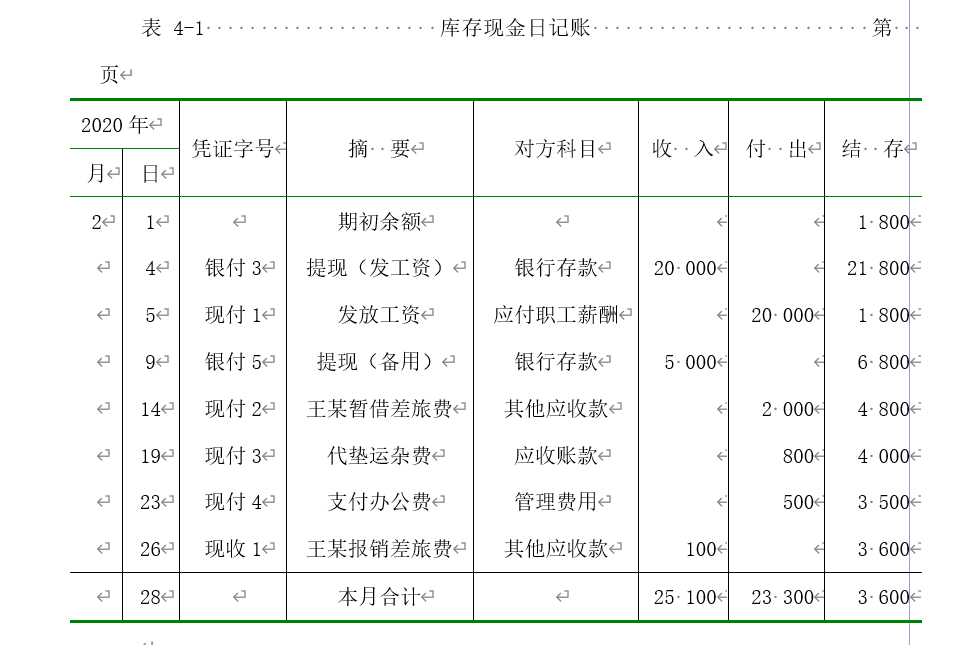 表 4-1 库存现金日记账 第
页
2020 年 凭证字号 摘 要 对方科目 收 入 付 出 结 存
月 日
2 1 期初余额 1 800
4 银付 3 提现（发工资） 银行存款 20 000 21 800
5 现付 1 发放工资 应付职工薪酬 20 000 1 800
9 银付 5 提现（备用） 银行存款 5 000 6 800
14 现付 2 王某暂借差旅费 其他应收款 2 000 4 800
19 现付 3 代垫运杂费 应收账款 800 4 000
23 现付 4 支付办公费 管理费用 500 3 500
26 现收 1 王某报销差旅费 其他应收款 100 3 600
28 本月合计 25 100 23 300 3 600